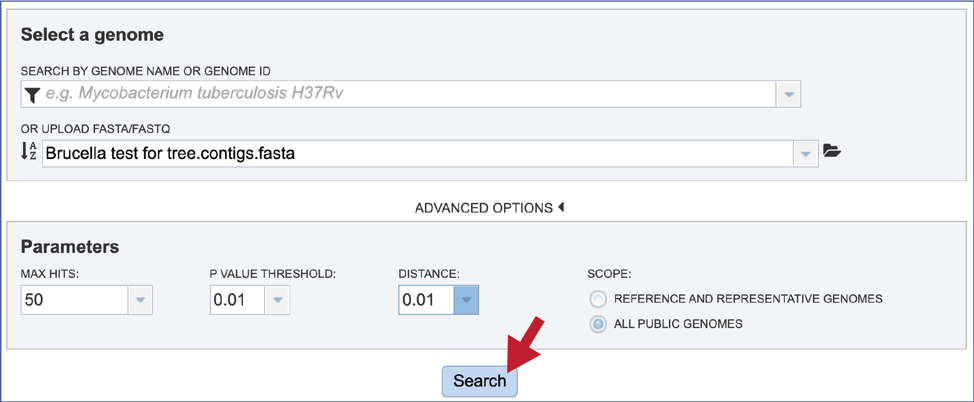 Select a genome
SEARCH BY GENOME NAME OR GENOME ID
e.g. Mycobacterium tuberculosis H37Rv
OR UPLOAD FASTA/FASTQ
A
Z
Brucella test for tree.contigs.fasta
ADVANCED OPTIONS
Parameters
MAX HITS: P VALUE THRESHOLD: DISTANCE: SCOPE:
50 0.01 0.01 REFERENCE AND REPRESENTATIVE GENOMES
ALL PUBLIC GENOMES
Search